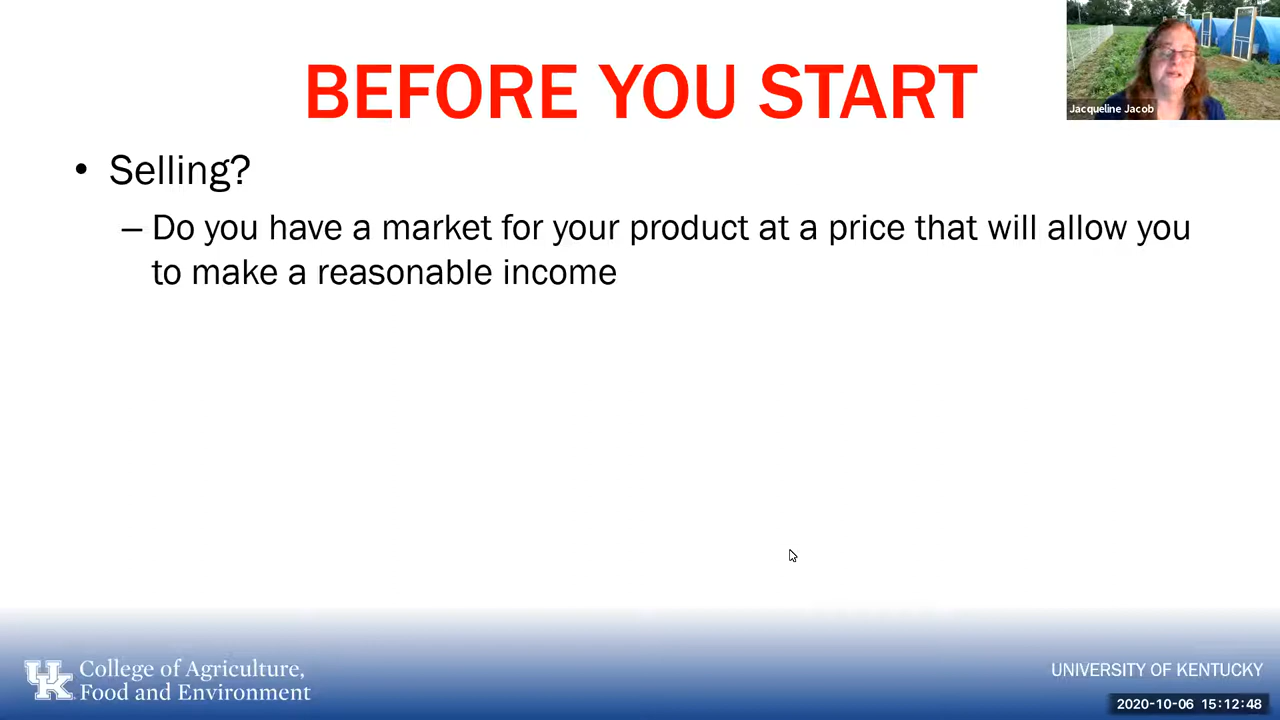 BEFORE YOU START
Jacqueline Jacob
• Selling?
– Do you have a market for your product at a price that will allow you
to make a reasonable income
UK College of Agriculture,
Food and Environment
UNIVERSITY OF KENTUCKY
2020-10-06 15:12:48